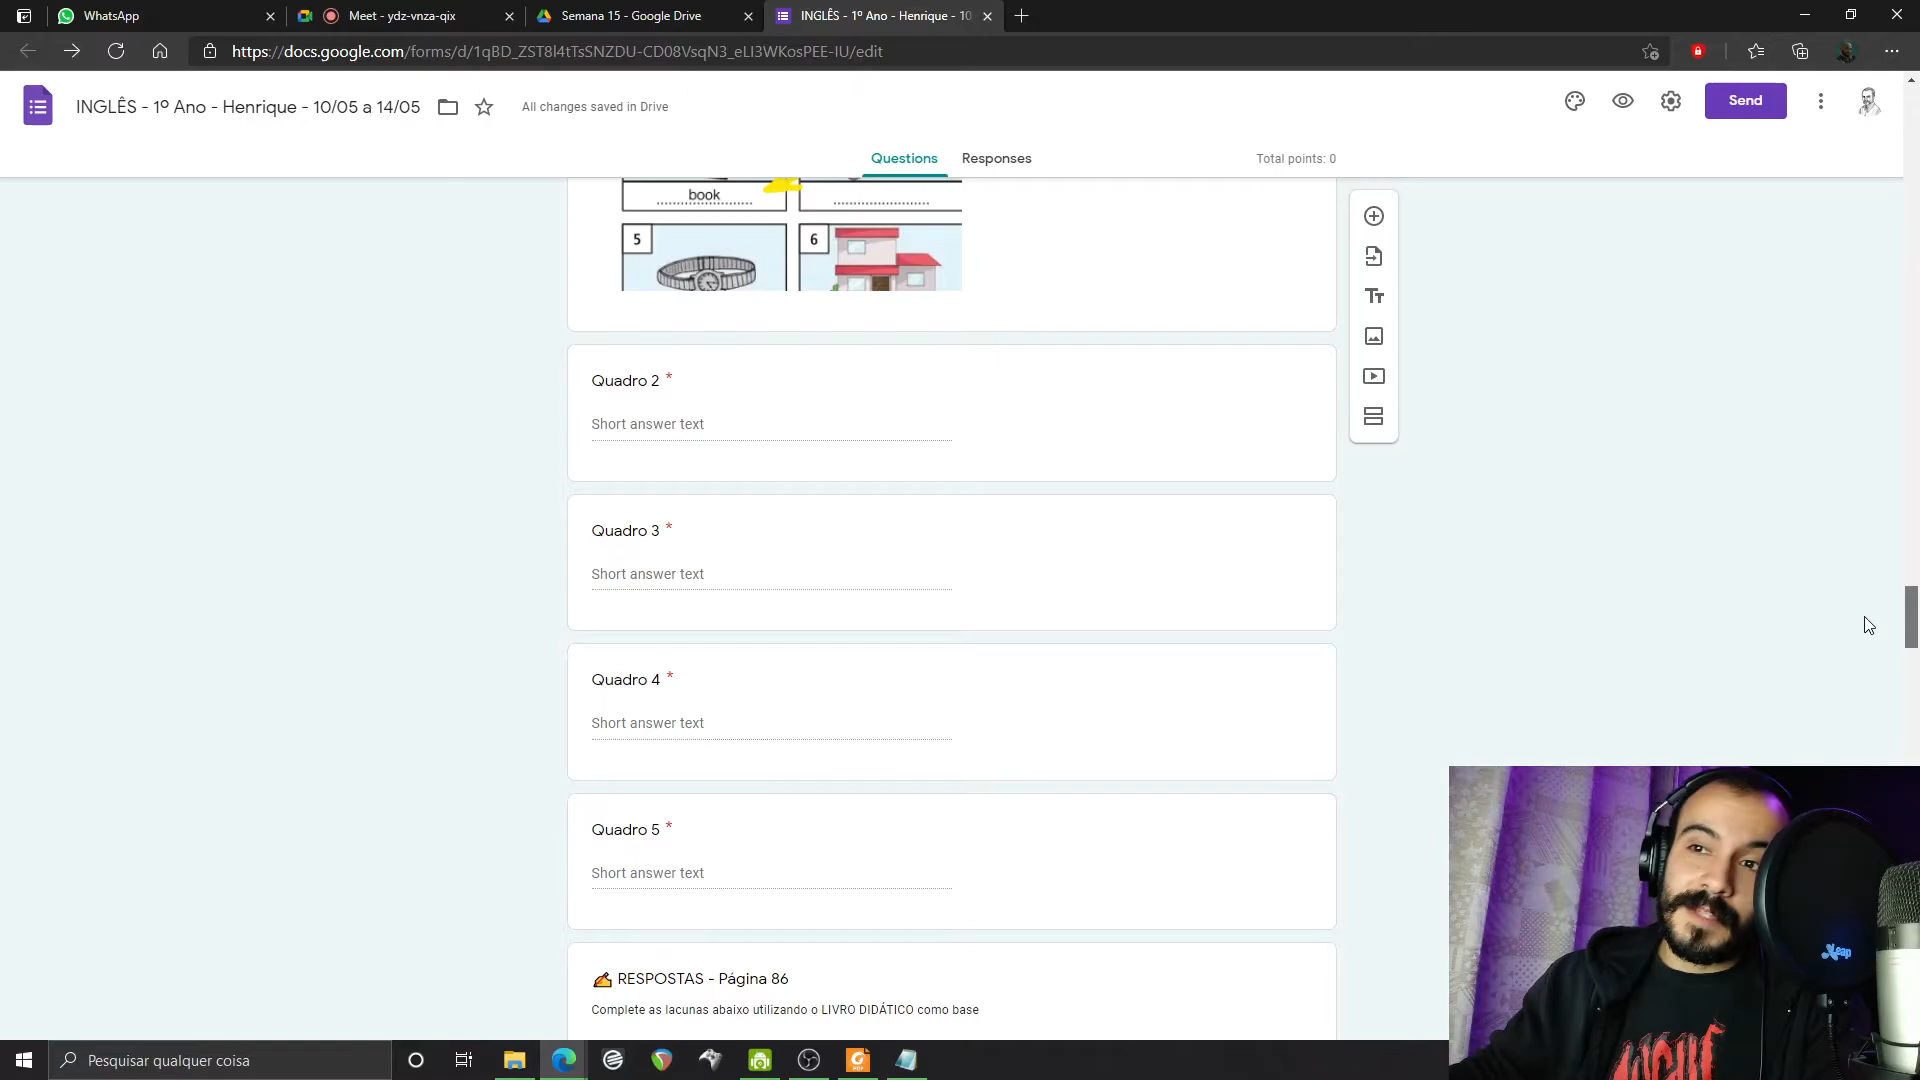 WhatsApp
Meet - ydz-vnza-qix
Semana 15 - Google Drive
INGLÊS - 1º Ano - Henrique - 10
https://docs.google.com/forms/d/1qBD_ZST8l4tTsSNZDU-CD08VsqN3_eLI3WKosPEE-IU/edit
INGLÊS - 1º Ano - Henrique - 10/05 a 14/05
All changes saved in Drive
Send
Questions
Responses
Total points: 0
book
5
6
Quadro 2 *
Short answer text
Quadro 3 *
Short answer text
Quadro 4 *
Short answer text
Quadro 5 *
Short answer text
RESPOSTAS - Página 86
Complete as lacunas abaixo utilizando o LIVRO DIDÁTICO como base
Pesquisar qualquer coisa